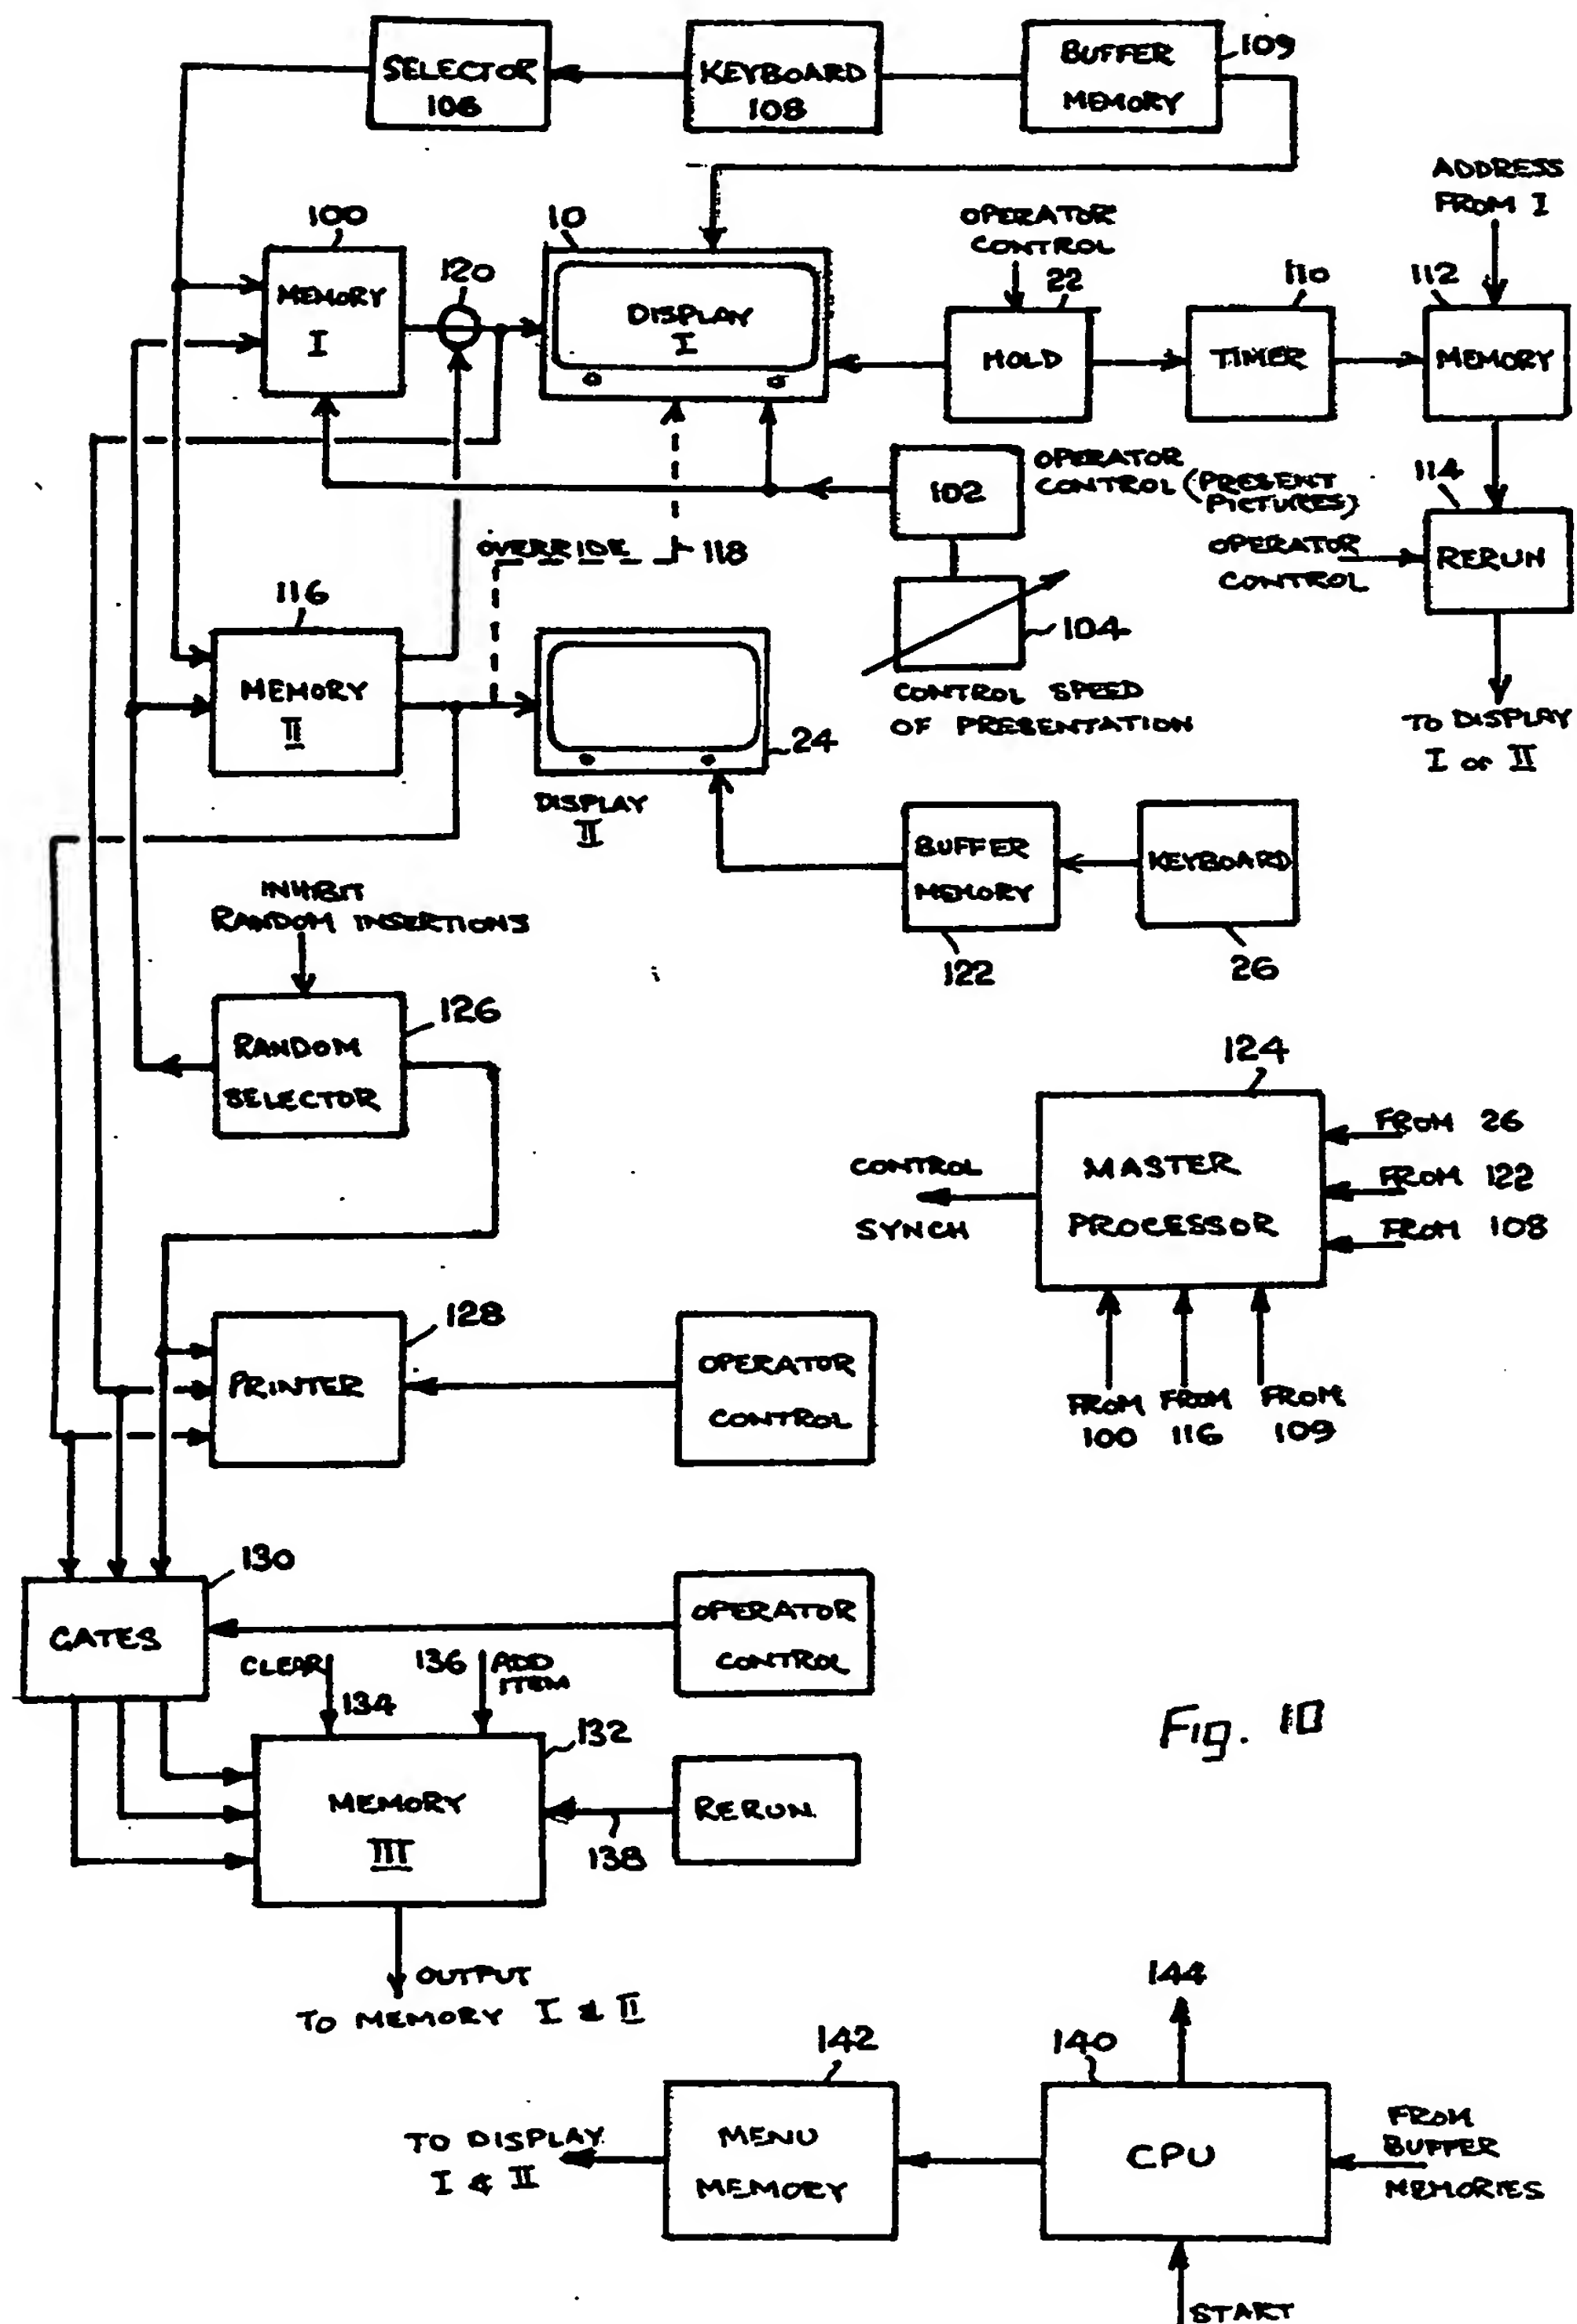 SELECTOR
106
KEYBOARD
108
BUFFER
MEMORY
109
ADDRESS
FROM I
100
MEMORY
I
120
10
DISPLAY
I
OPERATOR
CONTROL
22
HOLD
110
TIMER
112
MEMORY
102
OPERATOR
CONTROL (PRESENT
PICTURES)
114
RERUN
OPERATOR
CONTROL
OVERRIDE
118
104
CONTROL SPEED
OF PRESENTATION
TO DISPLAY
I or II
116
MEMORY
II
24
DISPLAY
II
BUFFER
MEMORY
122
KEYBOARD
26
INHIBIT
RANDOM INSERTIONS
126
RANDOM
SELECTOR
124
MASTER
PROCESSOR
CONTROL
SYNCH
FROM 26
FROM 122
FROM 108
FROM
100
FROM
116
FROM
109
128
PRINTER
OPERATOR
CONTROL
130
GATES
OPERATOR
CONTROL
CLEAR
134
136
ADD
ITEM
132
MEMORY
III
RERUN.
138
Fig. 10
OUTPUT
TO MEMORY I & II
144
142
MENU
MEMORY
TO DISPLAY
I & II
140
CPU
FROM
BUFFER
MEMORIES
START